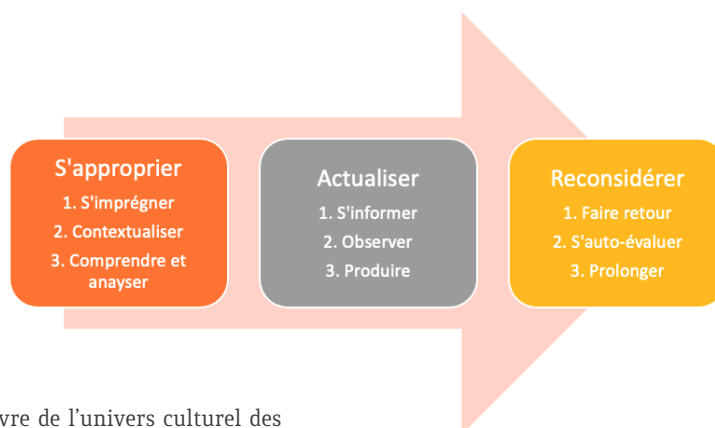 S'approprier
1. S'imprégner
2. Contextualiser
3. Comprendre et
anayser
Actualiser
1. S'informer
2. Observer
3. Produire
Reconsidérer
1. Faire retour
2. S'auto-évaluer
3. Prolonger
vre de l’univers culturel des